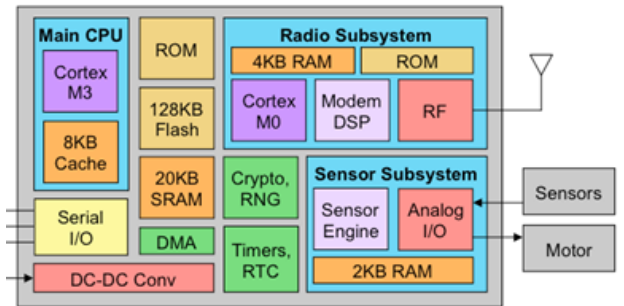 Main CPU
Cortex
M3
8KB
Cache
ROM
128KB
Flash
20KB
SRAM
DMA
Serial
I/O
DC-DC Conv
Radio Subsystem
4KB RAM
ROM
Cortex
M0
Modem
DSP
RF
Crypto,
RNG
Timers,
RTC
Sensor Subsystem
Sensor
Engine
Analog
I/O
2KB RAM
Sensors
Motor